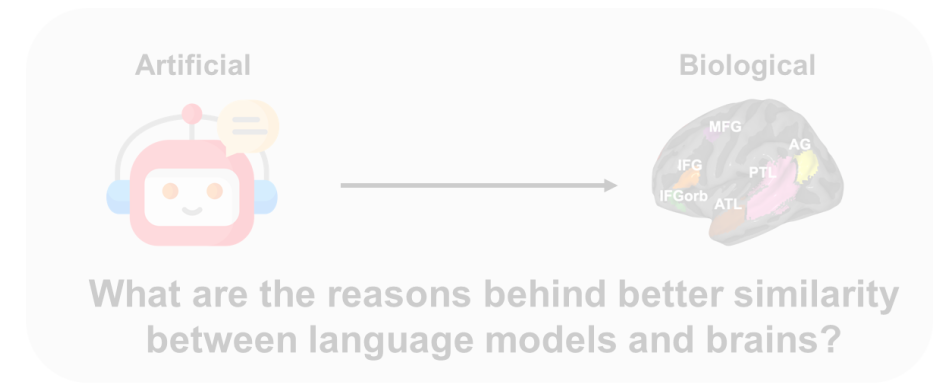 Artificial
Biological
MFG
AG
IFG
PTL
IFGorb
ATL
What are the reasons behind better similarity
between language models and brains?